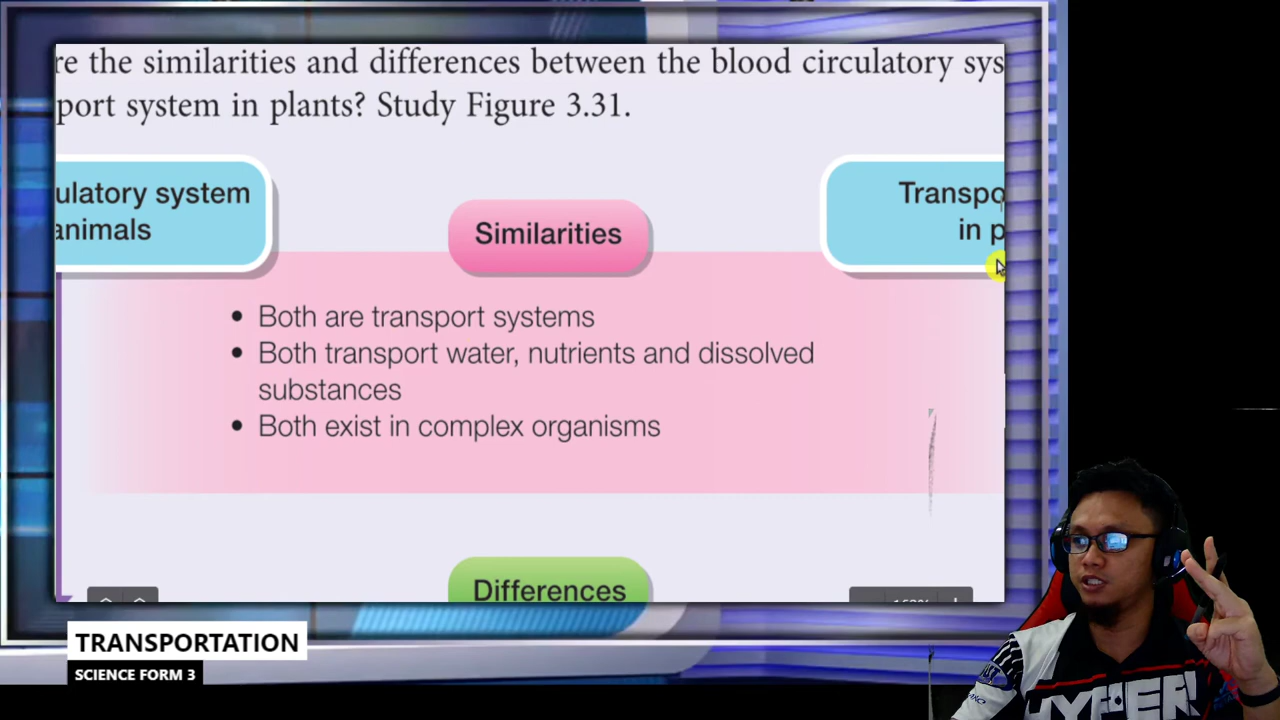 re the similarities and differences between the blood circulatory sys
port system in plants? Study Figure 3.31.
ulatory system
animals
Similarities
Transpo
in p
• Both are transport systems
• Both transport water, nutrients and dissolved
substances
• Both exist in complex organisms
Differences
TRANSPORTATION
SCIENCE FORM 3